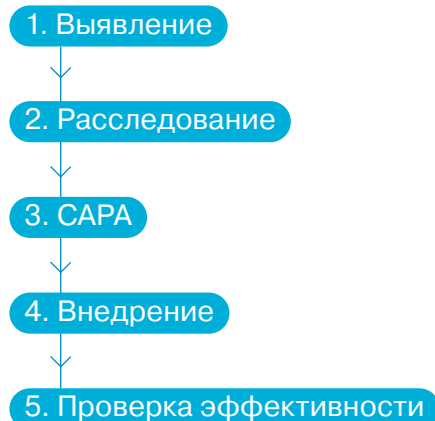 1. Выявление
2. Расследование
3. CAPA
4. Внедрение
5. Проверка эффективности